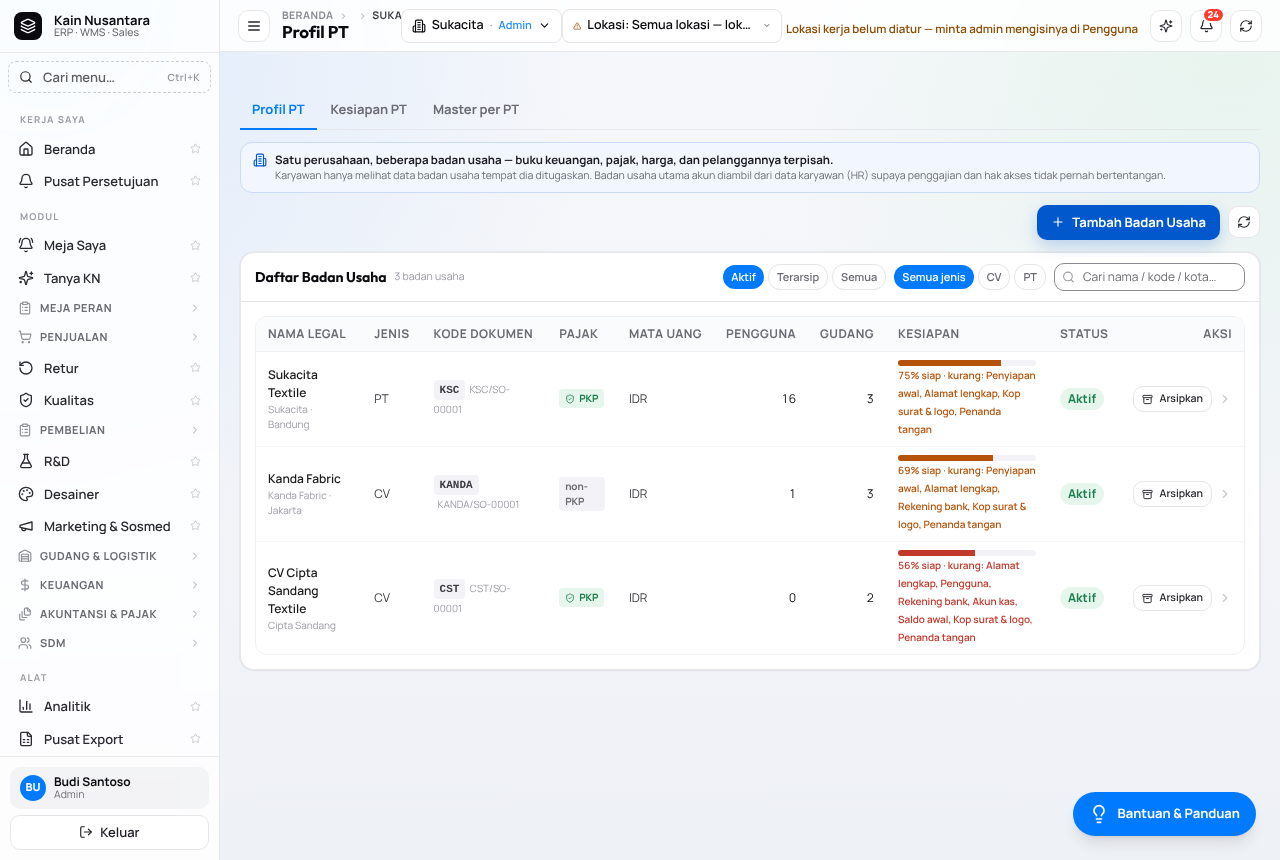 Kain Nusantara
ERP · WMS · Sales
Cari menu... Ctrl+K
KERJA SAYA
Beranda
Pusat Persetujuan
MODUL
Meja Saya
Tanya KN
MEJA PERAN
PENJUALAN
Retur
Kualitas
PEMBELIAN
R&D
Desainer
Marketing & Sosmed
GUDANG & LOGISTIK
KEUANGAN
AKUNTANSI & PAJAK
SDM
ALAT
Analitik
Pusat Export
BU
Budi Santoso
Admin
Keluar
BERANDA › › SUKA
Profil PT
Sukacita · Admin
Lokasi: Semua lokasi — lok...
Lokasi kerja belum diatur — minta admin mengisinya di Pengguna
24
Profil PT Kesiapan PT Master per PT
Satu perusahaan, beberapa badan usaha — buku keuangan, pajak, harga, dan pelanggannya terpisah.
Karyawan hanya melihat data badan usaha tempat dia ditugaskan. Badan usaha utama akun diambil dari data karyawan (HR) supaya penggajian dan hak akses tidak pernah bertentangan.
+ Tambah Badan Usaha
Daftar Badan Usaha 3 badan usaha
Aktif Terarsip Semua Semua jenis CV PT Cari nama / kode / kota...
NAMA LEGAL JENIS KODE DOKUMEN PAJAK MATA UANG PENGGUNA GUDANG KESIAPAN STATUS AKSI
Sukacita
Textile
Sukacita ·
Bandung
PT
KSC KSC/SO-
00001
PKP
IDR
16
3
75% siap · kurang: Penyiapan
awal, Alamat lengkap, Kop
surat & logo, Penanda
tangan
Aktif
Arsipkan
Kanda Fabric
Kanda Fabric ·
Jakarta
CV
KANDA
KANDA/SO-00001
non-
PKP
IDR
1
3
69% siap · kurang: Penyiapan
awal, Alamat lengkap,
Rekening bank, Kop surat &
logo, Penanda tangan
Aktif
Arsipkan
CV Cipta
Sandang
Textile
Cipta Sandang
CV
CST CST/SO-
00001
PKP
IDR
0
2
56% siap · kurang: Alamat
lengkap, Pengguna,
Rekening bank, Akun kas,
Saldo awal, Kop surat & logo,
Penanda tangan
Aktif
Arsipkan
Bantuan & Panduan